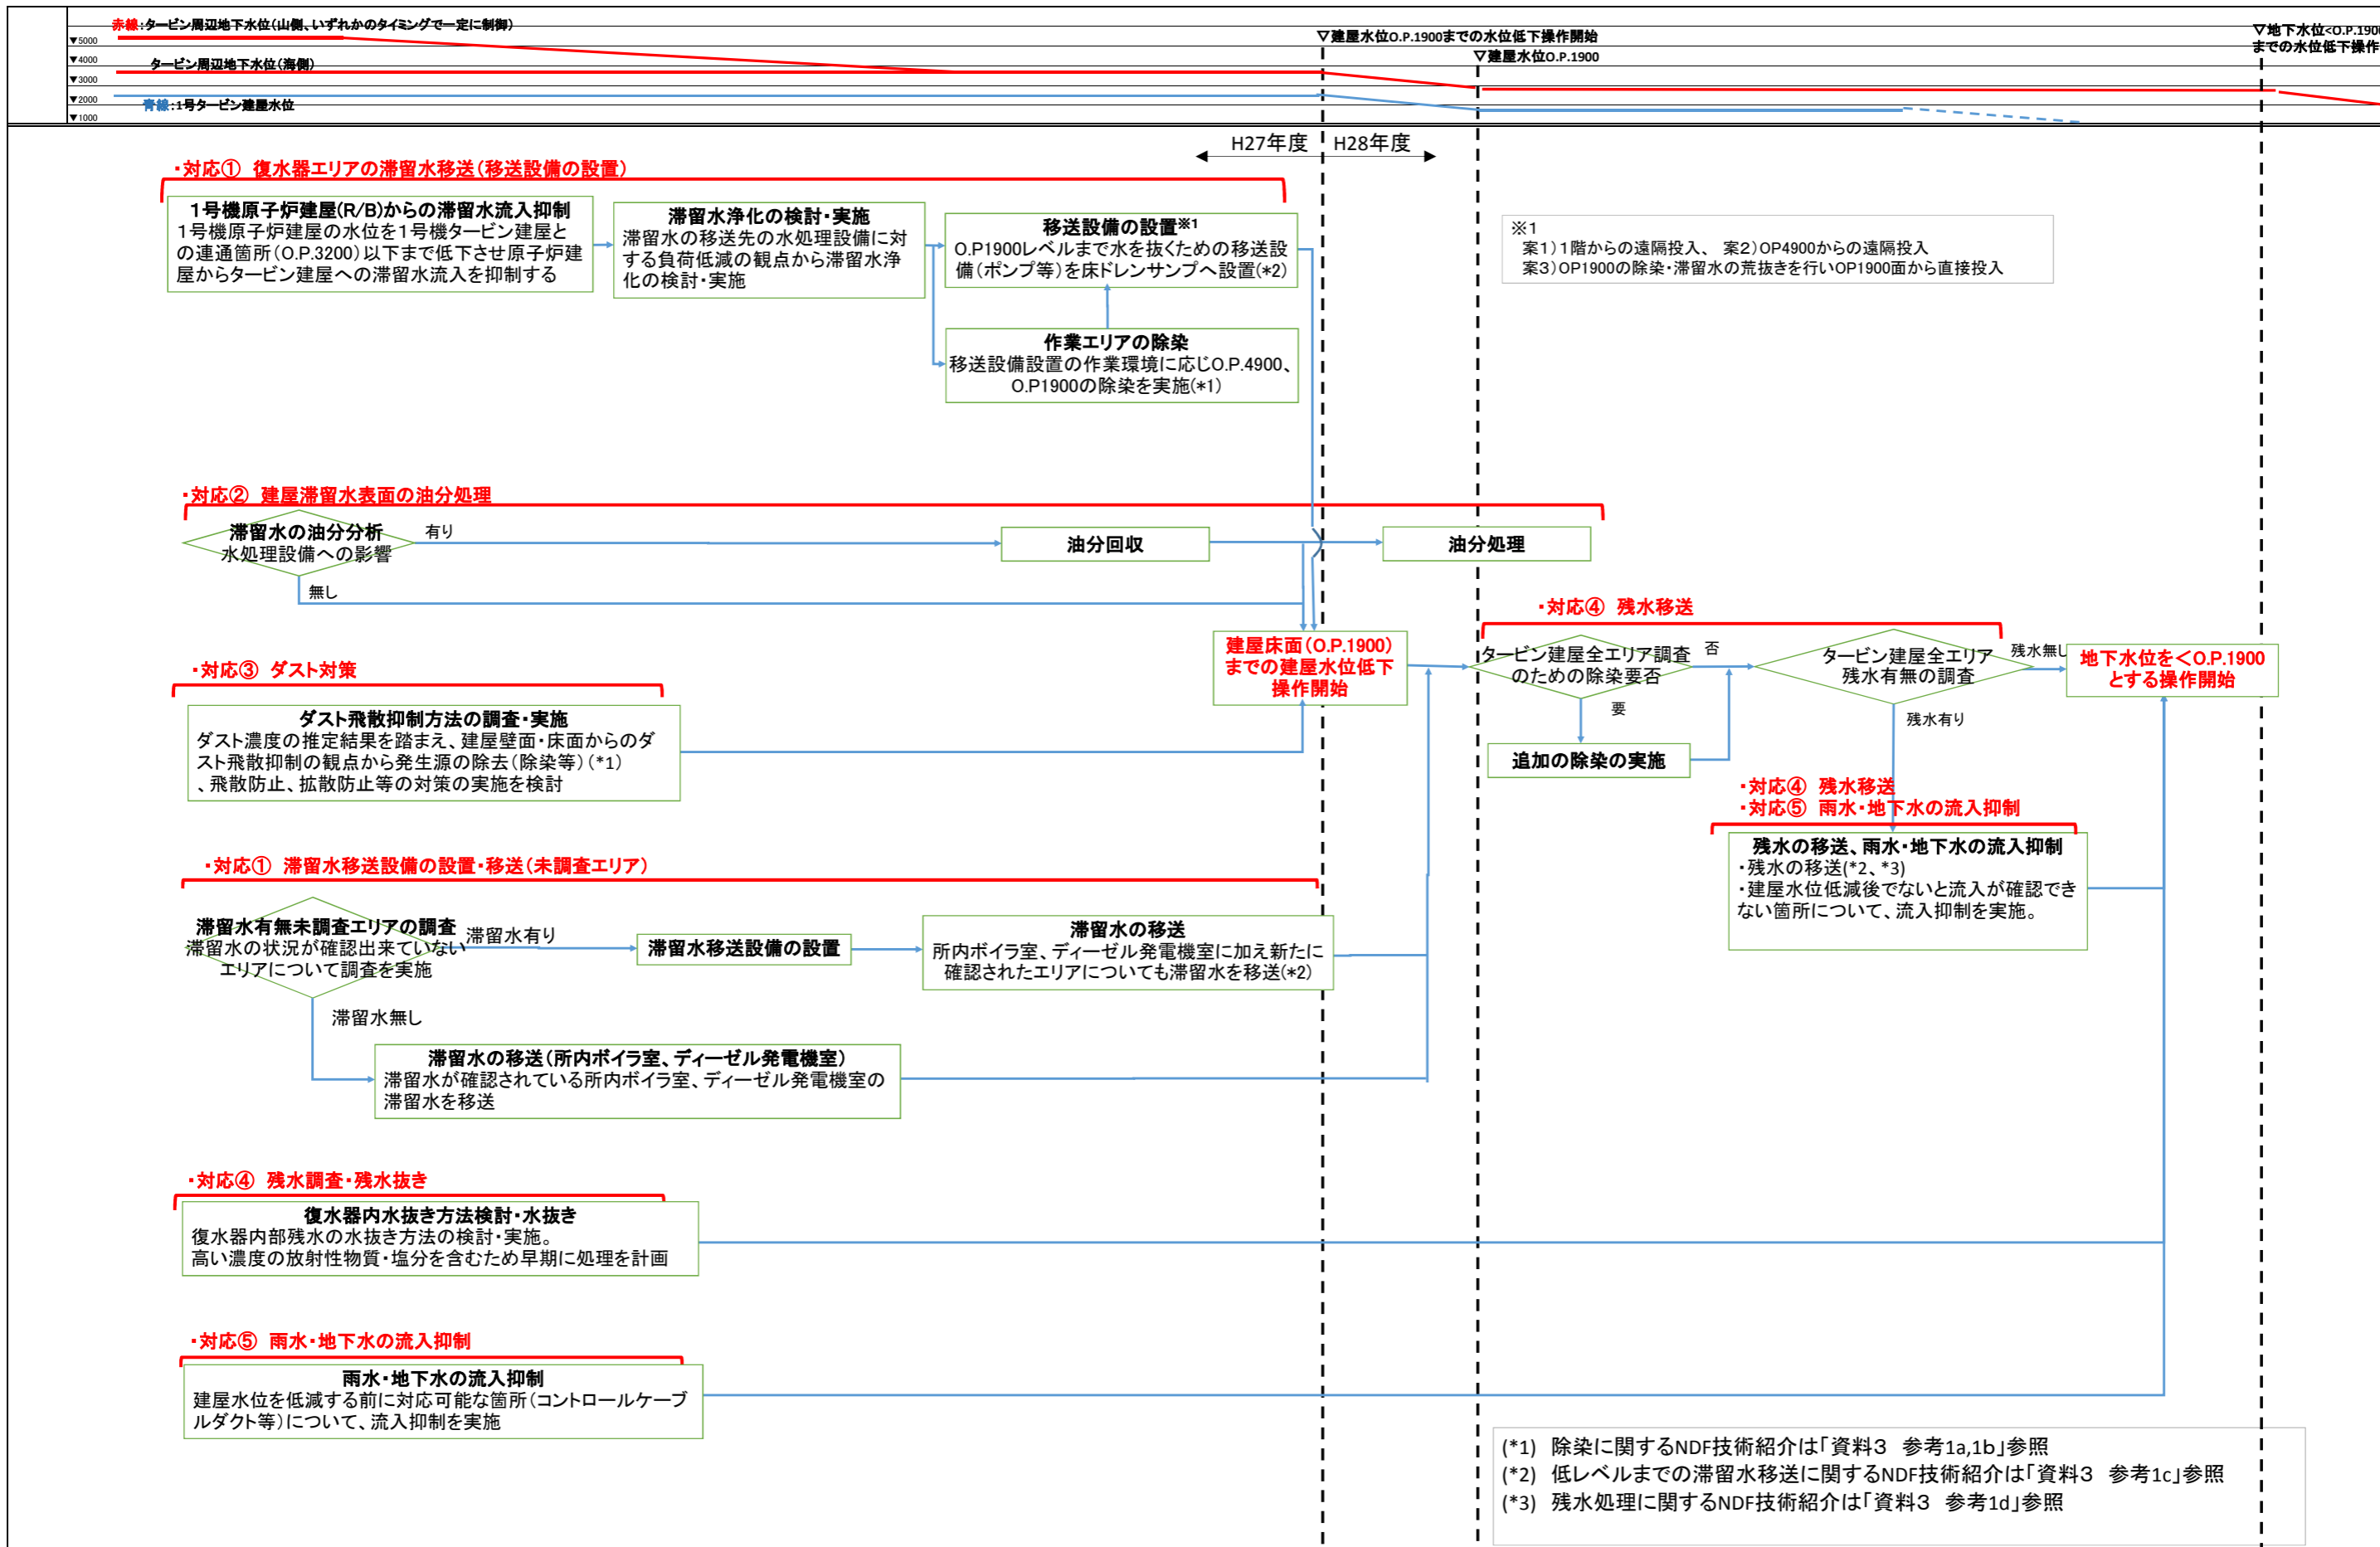 赤線：タービン周辺地下水位（山側、いずれかのタイミングで一定に制御）
▼5000
▼4000
タービン周辺地下水位（海側）
▼3000
▼2000
青線：1号タービン建屋水位
▼1000
▽建屋水位O.P.1900までの水位低下操作開始
▽建屋水位O.P.1900
▽地下水位<O.P.1900
までの水位低下操作
H27年度
H28年度
・対応① 復水器エリアの滞留水移送（移送設備の設置）
１号機原子炉建屋(R/B)からの滞留水流入抑制
１号機原子炉建屋の水位を１号機タービン建屋と
の連通箇所（O.P.3200）以下まで低下させ原子炉建
屋からタービン建屋への滞留水流入を抑制する
滞留水浄化の検討・実施
滞留水の移送先の水処理設備に対
する負荷低減の観点から滞留水浄
化の検討・実施
移送設備の設置※1
O.P1900レベルまで水を抜くための移送設
備（ポンプ等）を床ドレンサンプへ設置(*2)
作業エリアの除染
移送設備設置の作業環境に応じO.P.4900、
O.P1900の除染を実施(*1)
※1
案１）１階からの遠隔投入、 案２）OP4900からの遠隔投入
案３）OP1900の除染・滞留水の荒抜きを行いOP1900面から直接投入
・対応② 建屋滞留水表面の油分処理
滞留水の油分分析
水処理設備への影響
有り
無し
油分回収
油分処理
・対応③ ダスト対策
ダスト飛散抑制方法の調査・実施
ダスト濃度の推定結果を踏まえ、建屋壁面・床面からのダ
スト飛散抑制の観点から発生源の除去（除染等）(*1)
、飛散防止、拡散防止等の対策の実施を検討
建屋床面（O.P.1900）
までの建屋水位低下
操作開始
・対応④ 残水移送
タービン建屋全エリア調査
のための除染要否
否
要
追加の除染の実施
タービン建屋全エリア
残水有無の調査
残水無し
残水有り
地下水位を＜O.P.1900
とする操作開始
・対応④ 残水移送
・対応⑤ 雨水・地下水の流入抑制
残水の移送、雨水・地下水の流入抑制
・残水の移送(*2、*3)
・建屋水位低減後でないと流入が確認でき
ない箇所について、流入抑制を実施。
・対応① 滞留水移送設備の設置・移送（未調査エリア）
滞留水有無未調査エリアの調査
滞留水の状況が確認出来ていない
エリアについて調査を実施
滞留水有り
滞留水無し
滞留水移送設備の設置
滞留水の移送
所内ボイラ室、ディーゼル発電機室に加え新たに
確認されたエリアについても滞留水を移送(*2)
滞留水の移送（所内ボイラ室、ディーゼル発電機室）
滞留水が確認されている所内ボイラ室、ディーゼル発電機室の
滞留水を移送
・対応④ 残水調査・残水抜き
復水器内水抜き方法検討・水抜き
復水器内部残水の水抜き方法の検討・実施。
高い濃度の放射性物質・塩分を含むため早期に処理を計画
・対応⑤ 雨水・地下水の流入抑制
雨水・地下水の流入抑制
建屋水位を低減する前に対応可能な箇所（コントロールケーブ
ルダクト等）について、流入抑制を実施
(*1) 除染に関するNDF技術紹介は「資料３ 参考1a,1b」参照
(*2) 低レベルまでの滞留水移送に関するNDF技術紹介は「資料３ 参考1c」参照
(*3) 残水処理に関するNDF技術紹介は「資料３ 参考1d」参照